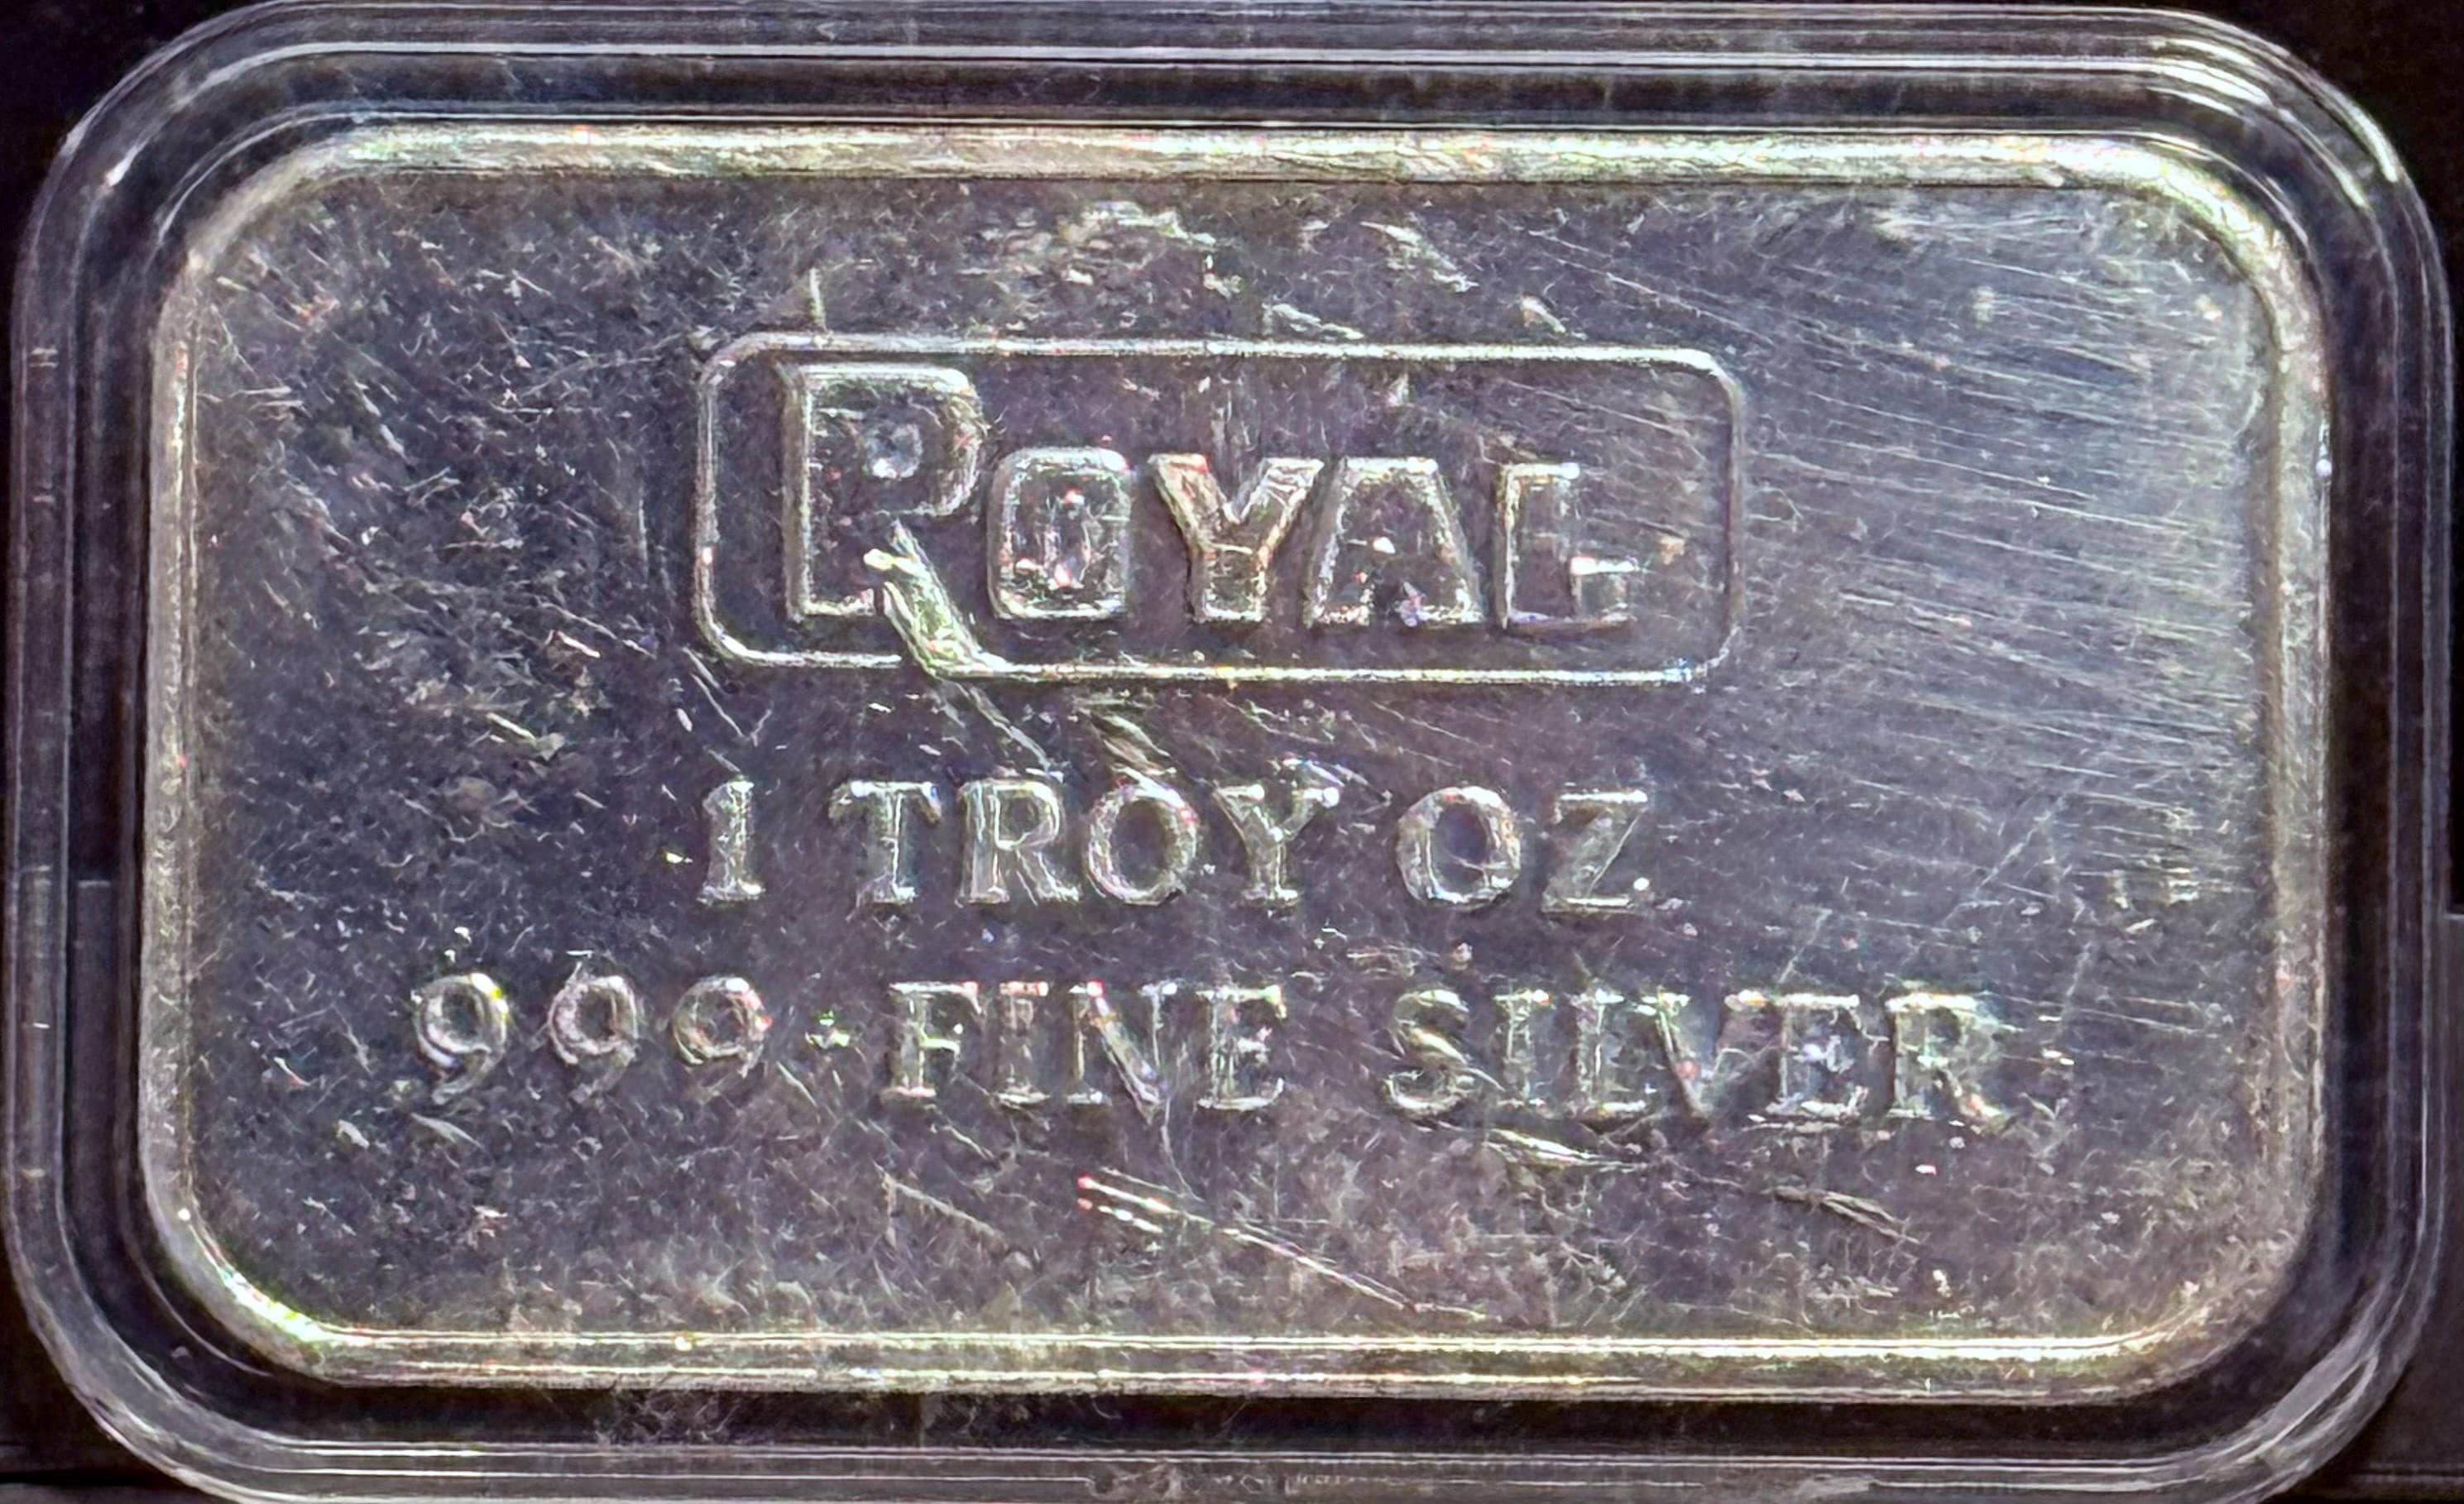 ROYAL
1 TROY OZ
999+ FINE SILVER